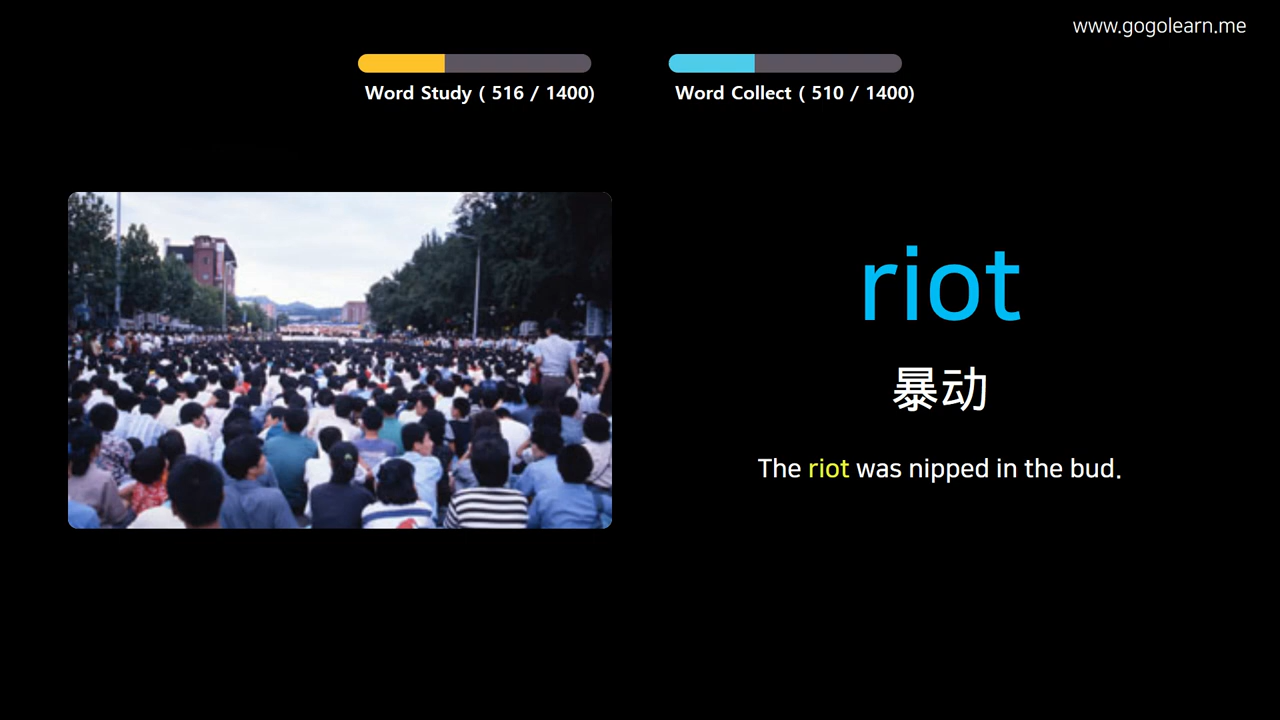 www.gogolearn.me
Word Study ( 516 / 1400)
Word Collect ( 510 / 1400)
riot
暴动
The riot was nipped in the bud.